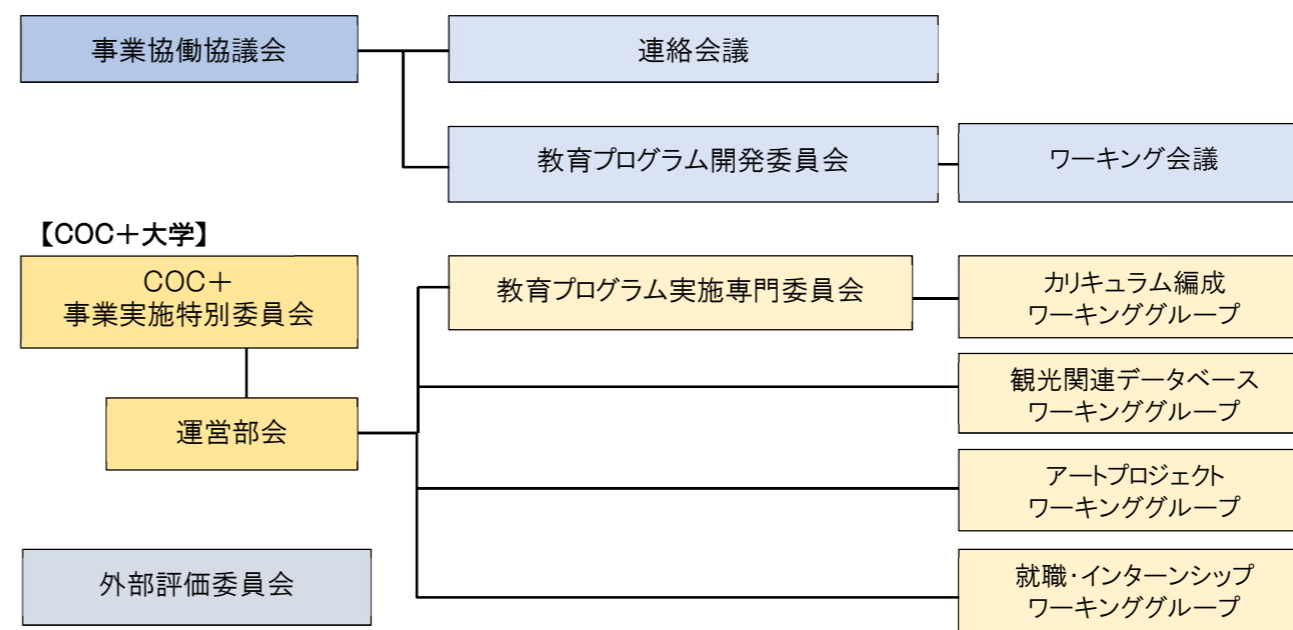 事業協働協議会
連絡会議
教育プログラム開発委員会
ワーキング会議
【COC＋大学】
COC＋
事業実施特別委員会
教育プログラム実施専門委員会
カリキュラム編成
ワーキンググループ
観光関連データベース
ワーキンググループ
運営部会
アートプロジェクト
ワーキンググループ
外部評価委員会
就職・インターンシップ
ワーキンググループ